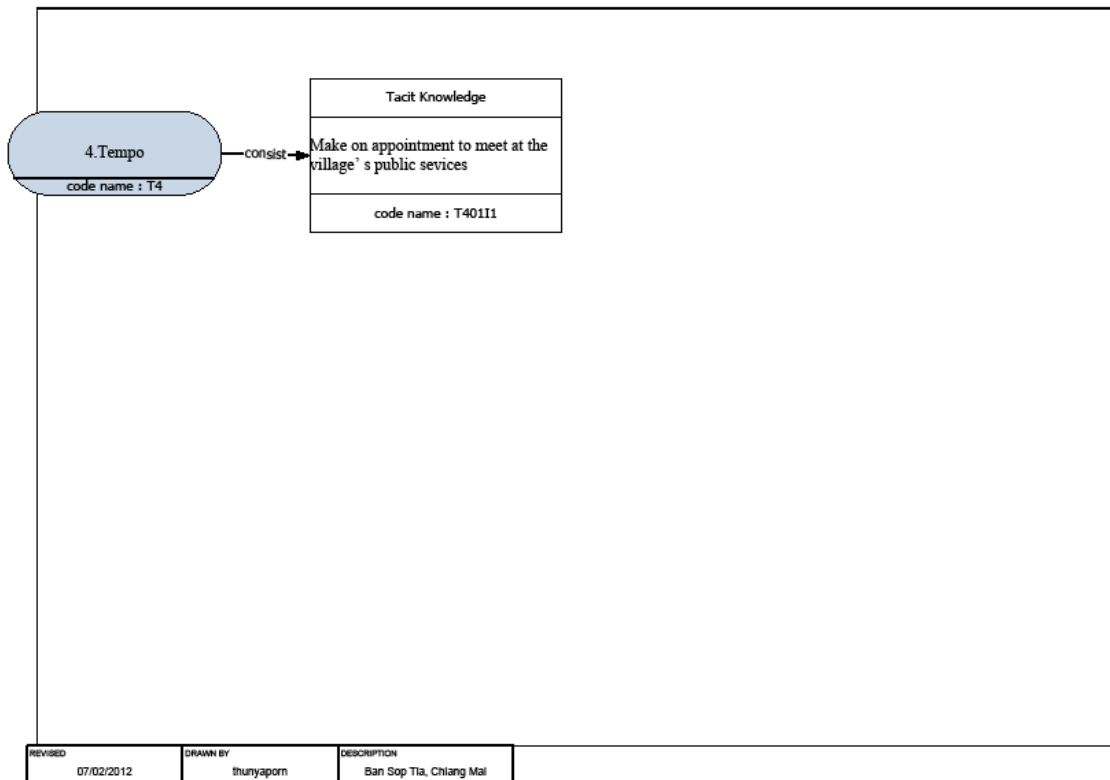 Tacit Knowledge
4.Tempo
code name : T4
consist
Make on appointment to meet at the
village’ s public sevices
code name : T401I1
REVISED
07/02/2012
DRAWN BY
thunyaporn
DESCRIPTION
Ban Sop Tia, Chiang Mai